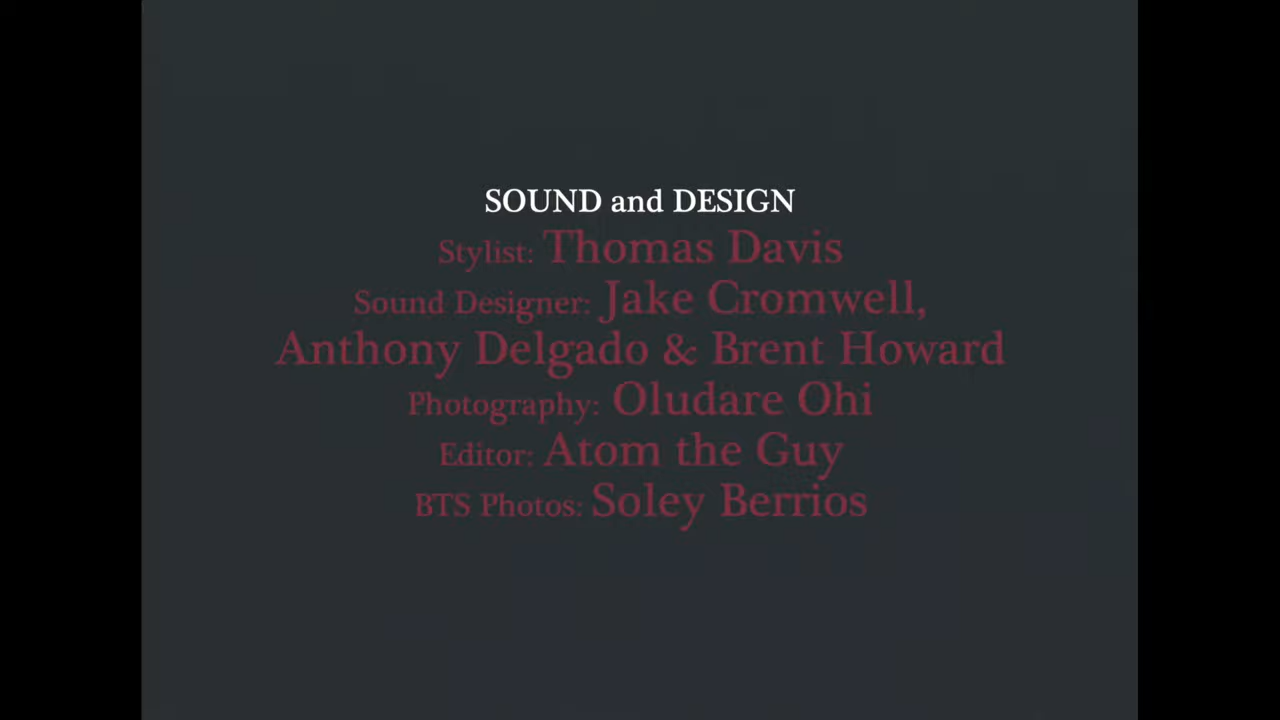 SOUND and DESIGN
Stylist: Thomas Davis
Sound Designer: Jake Cromwell,
Anthony Delgado & Brent Howard
Photography: Oludare Ohi
Editor: Atom the Guy
BTS Photos: Soley Berrios